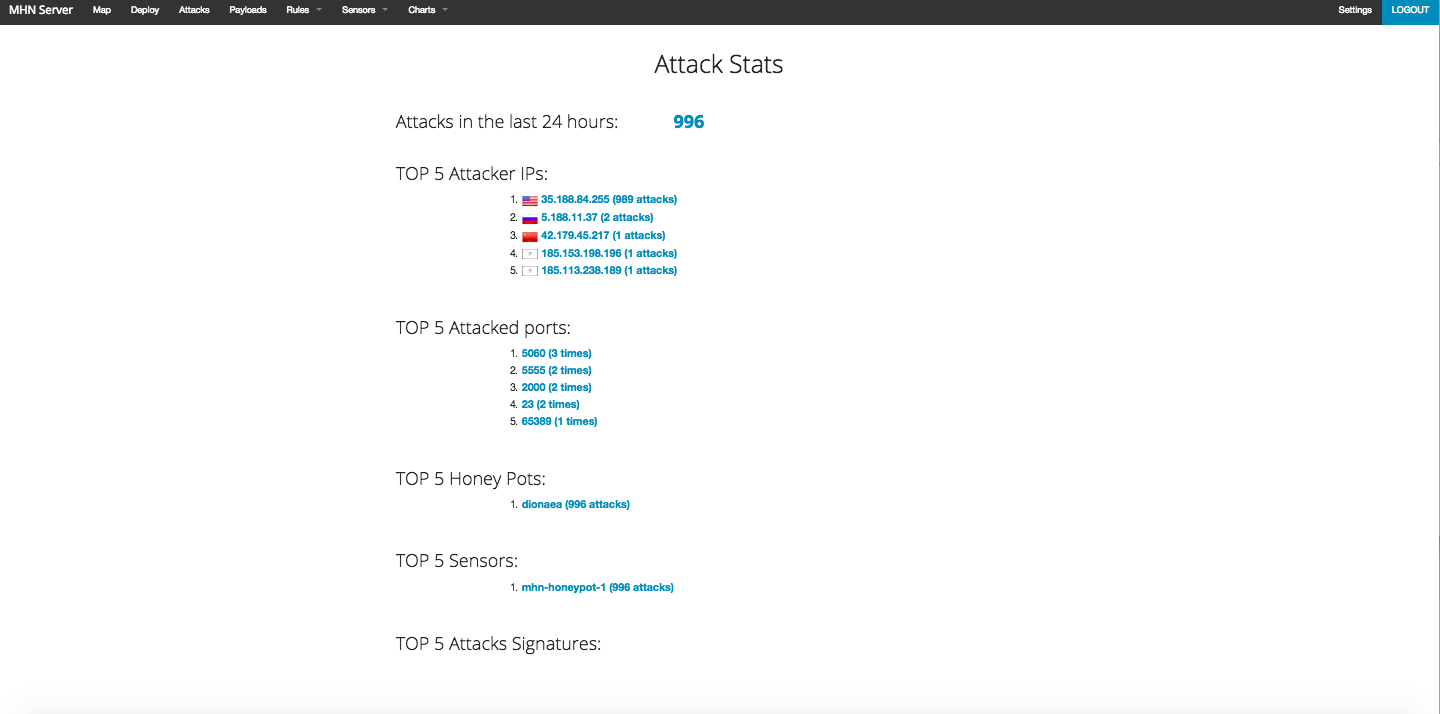 MHN Server Map Deploy Attacks Payloads Rules Sensors Charts Settings LOGOUT
Attack Stats
Attacks in the last 24 hours: 996
TOP 5 Attacker IPs:
1. 35.188.84.255 (989 attacks)
2. 5.188.11.37 (2 attacks)
3. 42.179.45.217 (1 attacks)
4. ? 185.153.198.196 (1 attacks)
5. ? 185.113.238.189 (1 attacks)
TOP 5 Attacked ports:
1. 5060 (3 times)
2. 5555 (2 times)
3. 2000 (2 times)
4. 23 (2 times)
5. 65389 (1 times)
TOP 5 Honey Pots:
1. dionaea (996 attacks)
TOP 5 Sensors:
1. mhn-honeypot-1 (996 attacks)
TOP 5 Attacks Signatures: